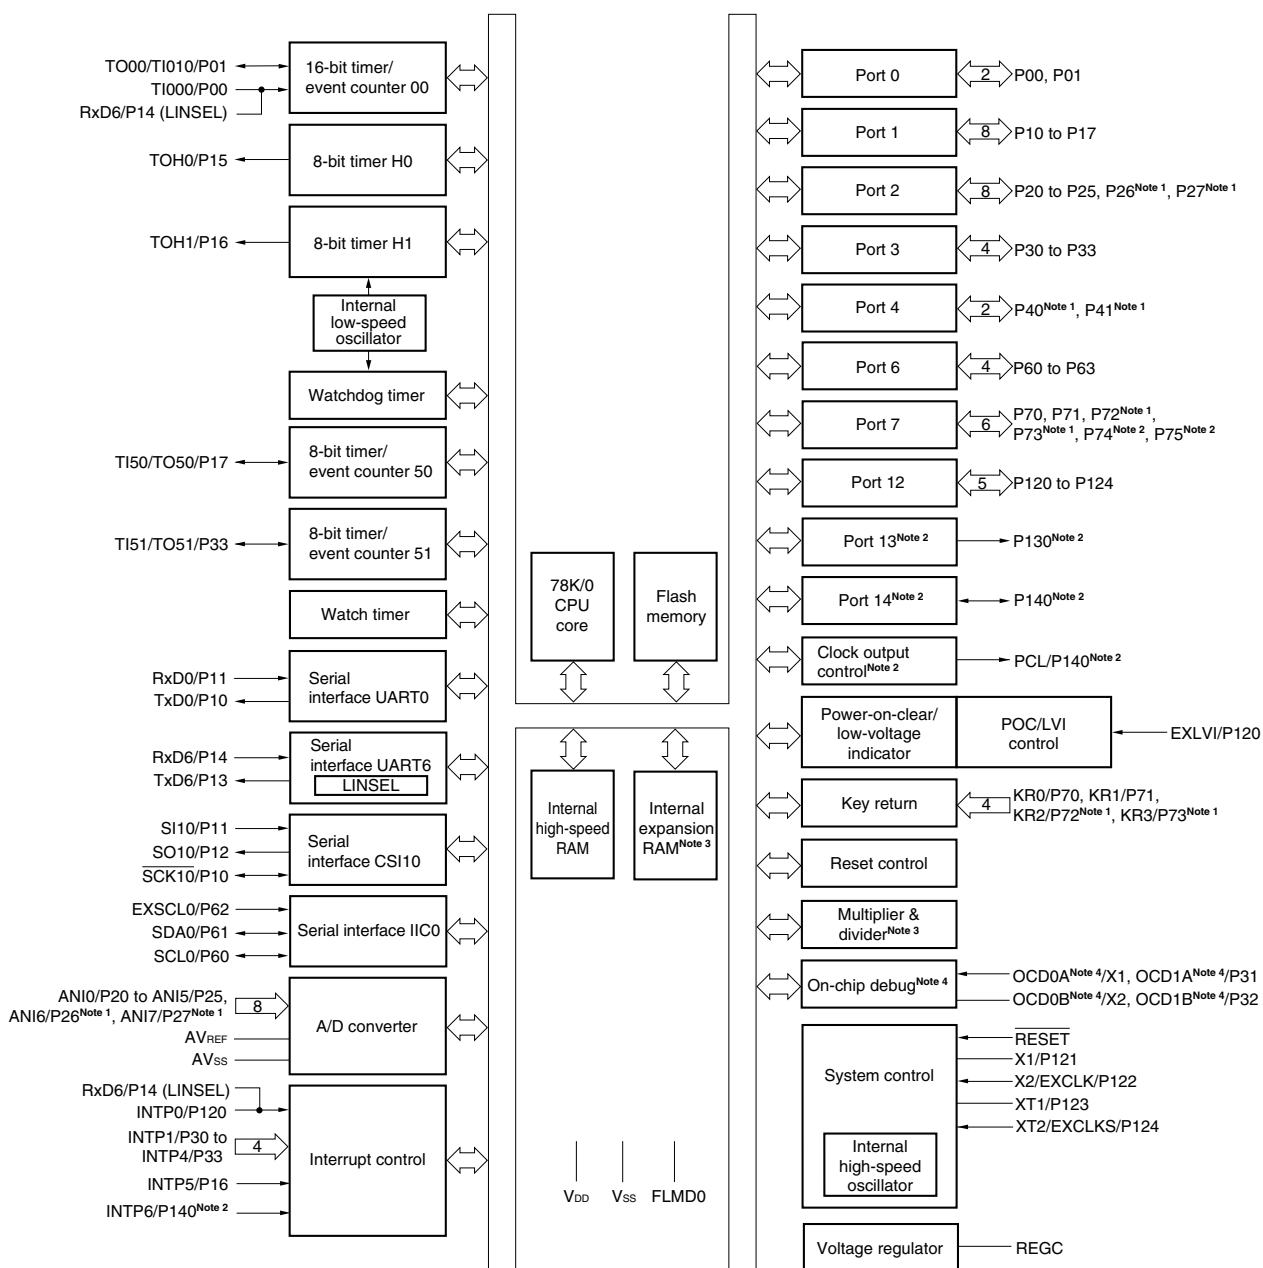 TO00/TI010/P01
TI000/P00
RxD6/P14 (LINSEL)
16-bit timer/
event counter 00
TOH0/P15
8-bit timer H0
TOH1/P16
8-bit timer H1
Internal
low-speed
oscillator
Watchdog timer
TI50/TO50/P17
8-bit timer/
event counter 50
TI51/TO51/P33
8-bit timer/
event counter 51
Watch timer
RxD0/P11
TxD0/P10
Serial
interface UART0
RxD6/P14
TxD6/P13
Serial
interface UART6
LINSEL
SI10/P11
SO10/P12
SCK10/P10
Serial
interface CSI10
EXSCL0/P62
SDA0/P61
SCL0/P60
Serial interface IIC0
ANI0/P20 to ANI5/P25,
ANI6/P26Note 1, ANI7/P27Note 1
8
AVREF
AVSS
A/D converter
RxD6/P14 (LINSEL)
INTP0/P120
INTP1/P30 to
INTP4/P33
4
INTP5/P16
INTP6/P140Note 2
Interrupt control
78K/0
CPU
core
Flash
memory
Internal
high-speed
RAM
Internal
expansion
RAMNote 3
VDD
VSS
FLMD0
Port 0
2
P00, P01
Port 1
8
P10 to P17
Port 2
8
P20 to P25, P26Note 1, P27Note 1
Port 3
4
P30 to P33
Port 4
2
P40Note 1, P41Note 1
Port 6
4
P60 to P63
Port 7
6
P70, P71, P72Note 1,
P73Note 1, P74Note 2, P75Note 2
Port 12
5
P120 to P124
Port 13Note 2
P130Note 2
Port 14Note 2
P140Note 2
Clock output
controlNote 2
PCL/P140Note 2
Power-on-clear/
low-voltage
indicator
POC/LVI
control
EXLVI/P120
Key return
4
KR0/P70, KR1/P71,
KR2/P72Note 1, KR3/P73Note 1
Reset control
Multiplier &
dividerNote 3
On-chip debugNote 4
OCD0ANote 4/X1, OCD1ANote 4/P31
OCD0BNote 4/X2, OCD1BNote 4/P32
System control
RESET
X1/P121
X2/EXCLK/P122
XT1/P123
XT2/EXCLKS/P124
Internal
high-speed
oscillator
Voltage regulator
REGC